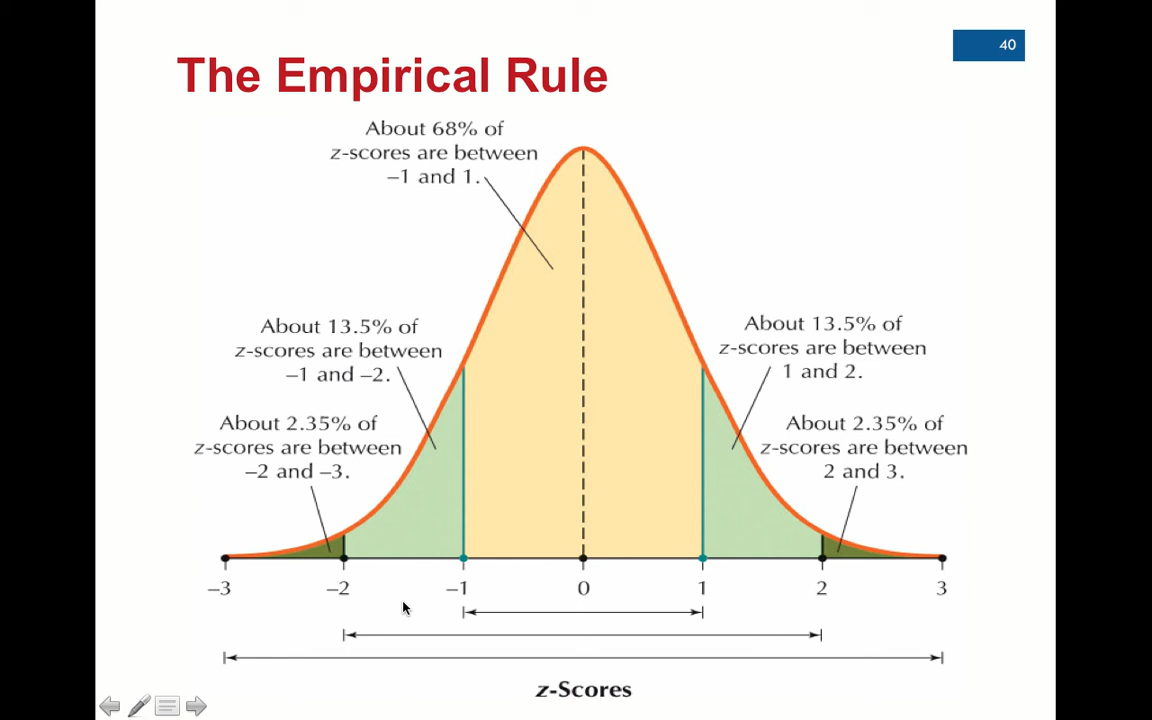 40
The Empirical Rule
About 68% of
z-scores are between
–1 and 1.
About 13.5% of
z-scores are between
–1 and –2.
About 13.5% of
z-scores are between
1 and 2.
About 2.35% of
z-scores are between
–2 and –3.
About 2.35% of
z-scores are between
2 and 3.
–3 –2 –1 0 1 2 3
z-Scores